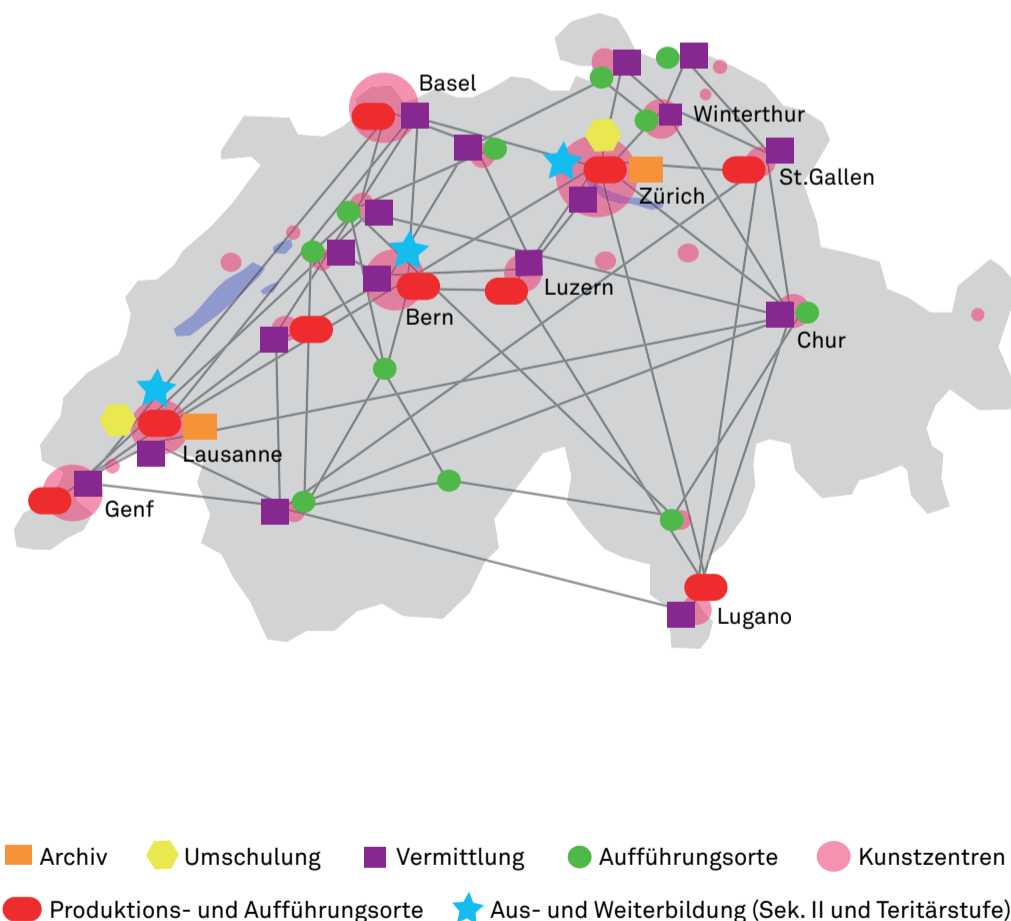 Basel
Winterthur
St.Gallen
Zürich
Luzern
Bern
Chur
Lausanne
Genf
Lugano
Archiv
Umschulung
Vermittlung
Aufführungsorte
Kunstzentren
Produktions- und Aufführungsorte
Aus- und Weiterbildung (Sek. II und Teritärstufe)